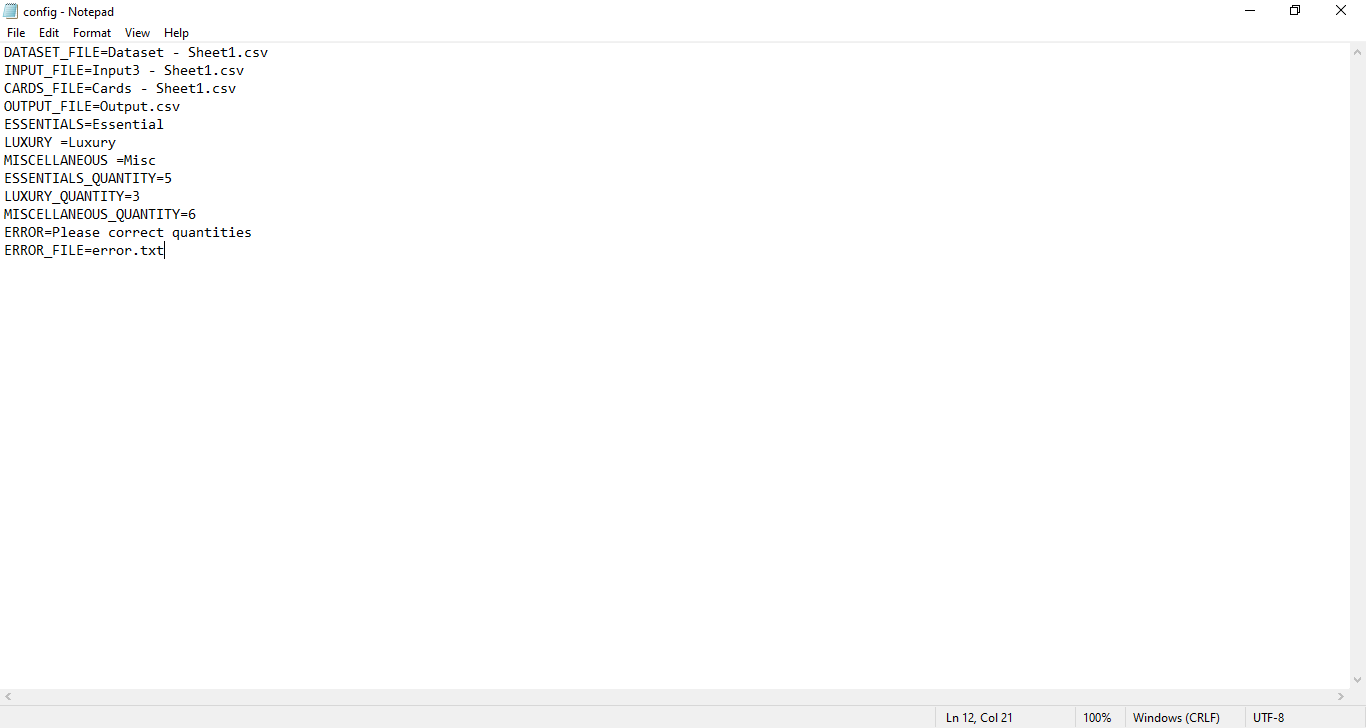 config - Notepad
File Edit Format View Help
DATASET_FILE=Dataset - Sheet1.csv
INPUT_FILE=Input3 - Sheet1.csv
CARDS_FILE=Cards - Sheet1.csv
OUTPUT_FILE=Output.csv
ESSENTIALS=Essential
LUXURY =Luxury
MISCELLANEOUS =Misc
ESSENTIALS_QUANTITY=5
LUXURY_QUANTITY=3
MISCELLANEOUS_QUANTITY=6
ERROR=Please correct quantities
ERROR_FILE=error.txt
Ln 12, Col 21 100% Windows (CRLF) UTF-8